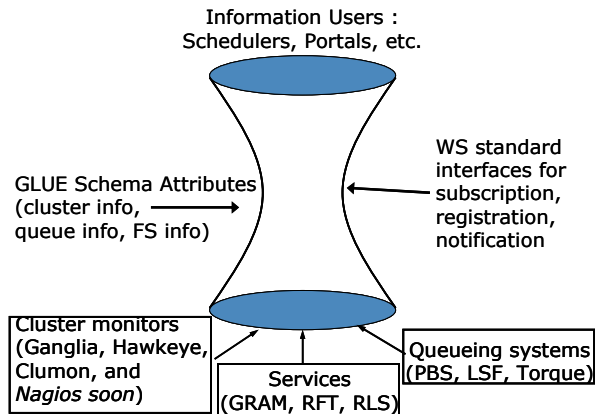 Information Users :
Schedulers, Portals, etc.
GLUE Schema Attributes
(cluster info,
queue info, FS info)
WS standard
interfaces for
subscription,
registration,
notification
Cluster monitors
(Ganglia, Hawkeye,
Clumon, and
Nagios soon)
Services
(GRAM, RFT, RLS)
Queueing systems
(PBS, LSF, Torque)